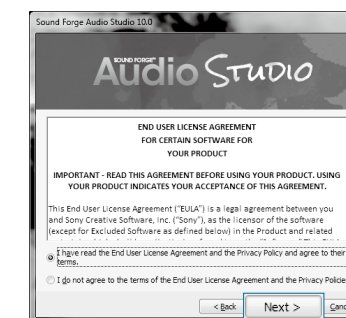 Sound Forge Audio Studio 10.0
SOUND FORGE™
Audio STUDIO
END USER LICENSE AGREEMENT
FOR CERTAIN SOFTWARE FOR
YOUR PRODUCT
IMPORTANT - READ THIS AGREEMENT BEFORE USING YOUR PRODUCT. USING
YOUR PRODUCT INDICATES YOUR ACCEPTANCE OF THIS AGREEMENT.
This End User License Agreement ("EULA") is a legal agreement between you
and Sony Creative Software, Inc. ("Sony"), as the licensor of the software
(except for Excluded Software as defined below) in the Product and related
I have read the End User License Agreement and the Privacy Policy and agree to their
terms.
I do not agree to the terms of the End User License Agreement and the Privacy Policie
< Back
Next >
Canc